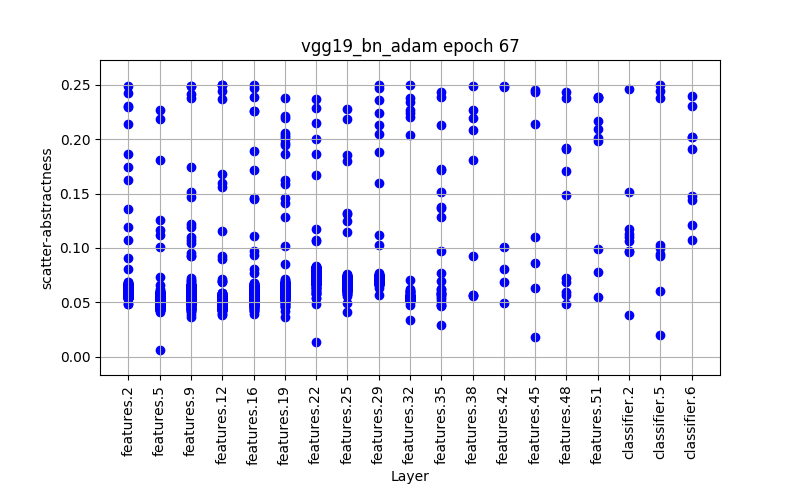 vgg19_bn_adam epoch 67
scatter-abstractness
0.25
0.20
0.15
0.10
0.05
0.00
features.2
features.5
features.9
features.12
features.16
features.19
features.22
features.25
features.29
features.32
features.35
features.38
features.42
features.45
features.48
features.51
classifier.2
classifier.5
classifier.6
Layer